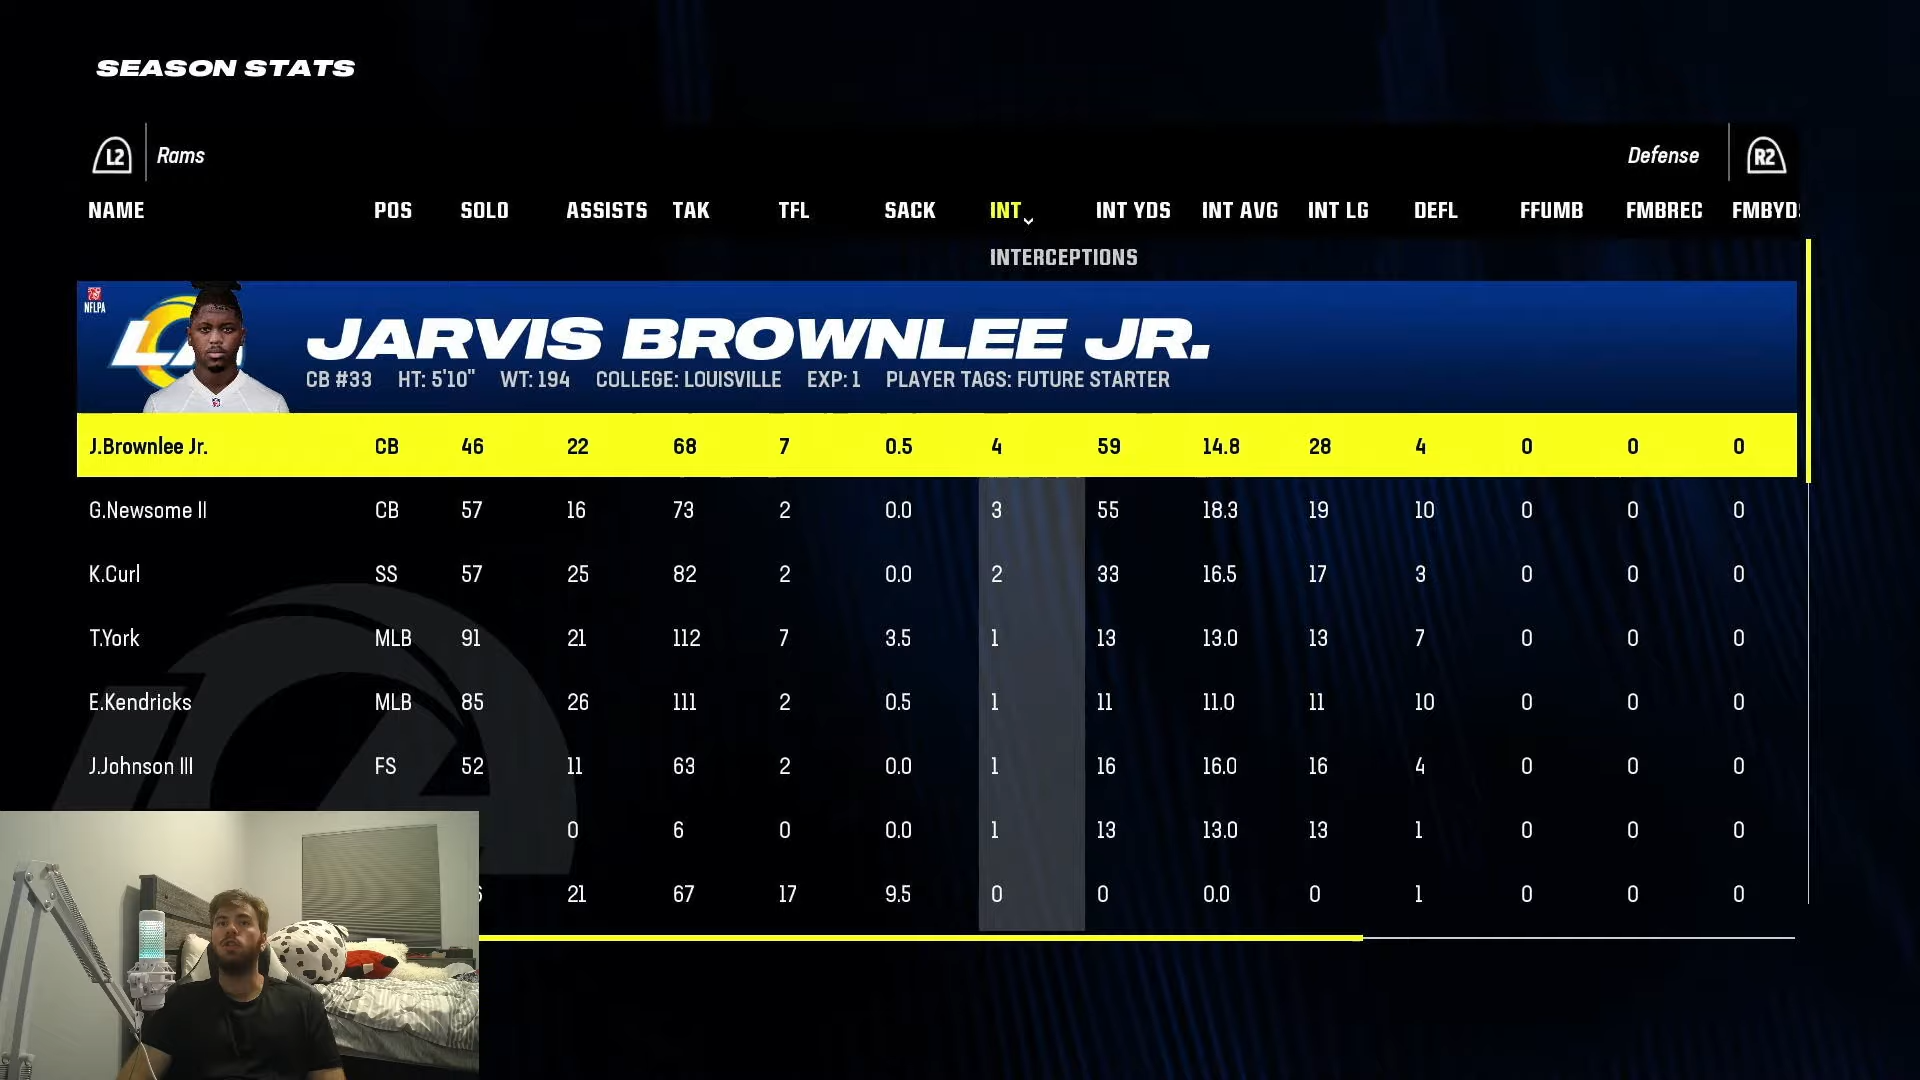 SEASON STATS
L2 Rams Defense R2
NAME POS SOLO ASSISTS TAK TFL SACK INT INT YDS INT AVG INT LG DEFL FFUMB FMBREC FMBYD
INTERCEPTIONS
NFLPA
JARVIS BROWNLEE JR.
CB #33 HT: 5'10" WT: 194 COLLEGE: LOUISVILLE EXP: 1 PLAYER TAGS: FUTURE STARTER
J.Brownlee Jr. CB 46 22 68 7 0.5 4 59 14.8 28 4 0 0 0
G.Newsome II CB 57 16 73 2 0.0 3 55 18.3 19 10 0 0 0
K.Curl SS 57 25 82 2 0.0 2 33 16.5 17 3 0 0 0
T.York MLB 91 21 112 7 3.5 1 13 13.0 13 7 0 0 0
E.Kendricks MLB 85 26 111 2 0.5 1 11 11.0 11 10 0 0 0
J.Johnson III FS 52 11 63 2 0.0 1 16 16.0 16 4 0 0 0
0 6 0 0.0 1 13 13.0 13 1 0 0 0
21 67 17 9.5 0 0 0.0 0 1 0 0 0